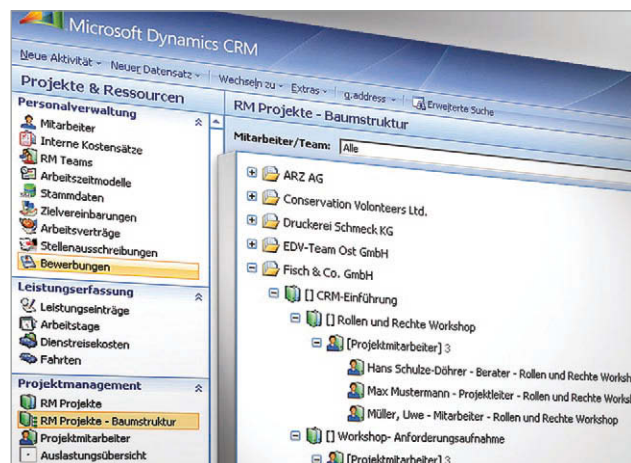 Microsoft Dynamics CRM
Neue Aktivität Neuer Datensatz Wechseln zu Extras g.address Erweiterte Suche
Projekte & Ressourcen
Personalverwaltung
Mitarbeiter
Interne Kostensätze
RM Teams
Arbeitszeitmodelle
Stammdaten
Zielvereinbarungen
Arbeitsverträge
Stellenausschreibungen
Bewerbungen
Leistungserfassung
Leistungseinträge
Arbeitstage
Dienstreisekosten
Fahrten
Projektmanagement
RM Projekte
RM Projekte - Baumstruktur
Projektmitarbeiter
Auslastungsübersicht
RM Projekte - Baumstruktur
Mitarbeiter/Team: Alle
ARZ AG
Conservation Volonteers Ltd.
Druckerei Schmeck KG
EDV-Team Ost GmbH
Fisch & Co. GmbH
[] CRM-Einführung
[] Rollen und Rechte Workshop
[Projektmitarbeiter] 3
Hans Schulze-Döhrer - Berater - Rollen und Rechte Worksh
Max Mustermann - Projektleiter - Rollen und Rechte Worksh
Müller, Uwe - Mitarbeiter - Rollen und Rechte Workshop
[] Workshop- Anforderungsaufnahme
[Projektmitarbeiter] 3